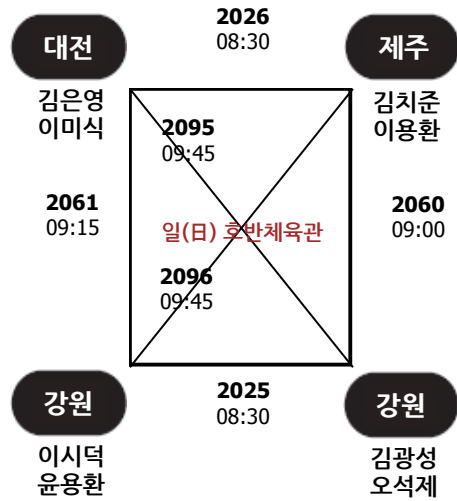 2026
08:30
대전
제주
김은영
이미식
김치준
이용환
2095
09:45
2061
09:15
2060
09:00
일(日) 호반체육관
2096
09:45
강원
2025
08:30
강원
이시덕
윤용환
김광성
오석제